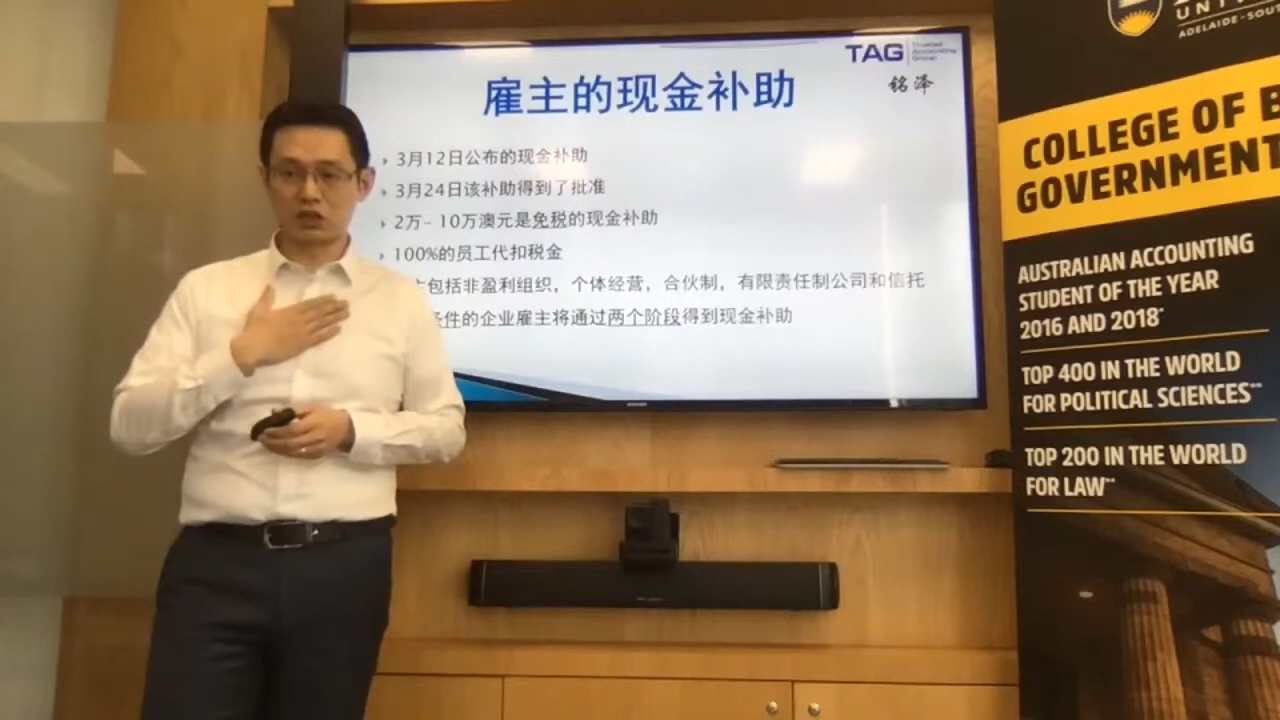 TAG
Trusted
Accounting
Group
铭泽
雇主的现金补助
3月12日公布的现金补助
3月24日该补助得到了批准
2万- 10万澳元是免税的现金补助
100%的员工代扣税金
包括非盈利组织，个体经营，合伙制，有限责任制公司和信托
条件的企业雇主将通过两个阶段得到现金补助
ADELAIDE
COLLEGE OF
GOVERNMENT
AUSTRALIAN ACCOUNTING
STUDENT OF THE YEAR
2016 AND 2018*
TOP 400 IN THE WORLD
FOR POLITICAL SCIENCES**
TOP 200 IN THE WORLD
FOR LAW**